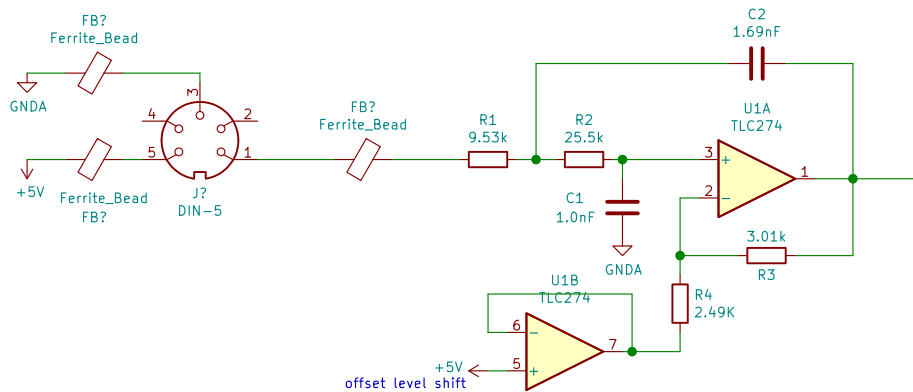 FB?
Ferrite_Bead
GNDA
3
4
2
5
1
+5V
Ferrite_Bead
FB?
J?
DIN-5
FB?
Ferrite_Bead
R1
9.53k
R2
25.5k
C1
1.0nF
GNDA
C2
1.69nF
U1A
TLC274
3
+
2
−
1
3.01k
R3
R4
2.49K
U1B
TLC274
6
−
7
5
+
+5V
offset level shift